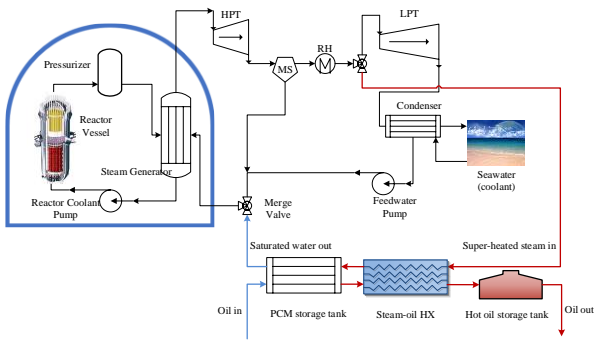 HPT
LPT
Pressurizer
MS
RH
Reactor
Vessel
Condenser
Steam Generator
Seawater
(coolant)
Reactor Coolant
Pump
Merge
Valve
Feedwater
Pump
Saturated water out
Super-heated steam in
Oil in
PCM storage tank
Steam-oil HX
Hot oil storage tank
Oil out